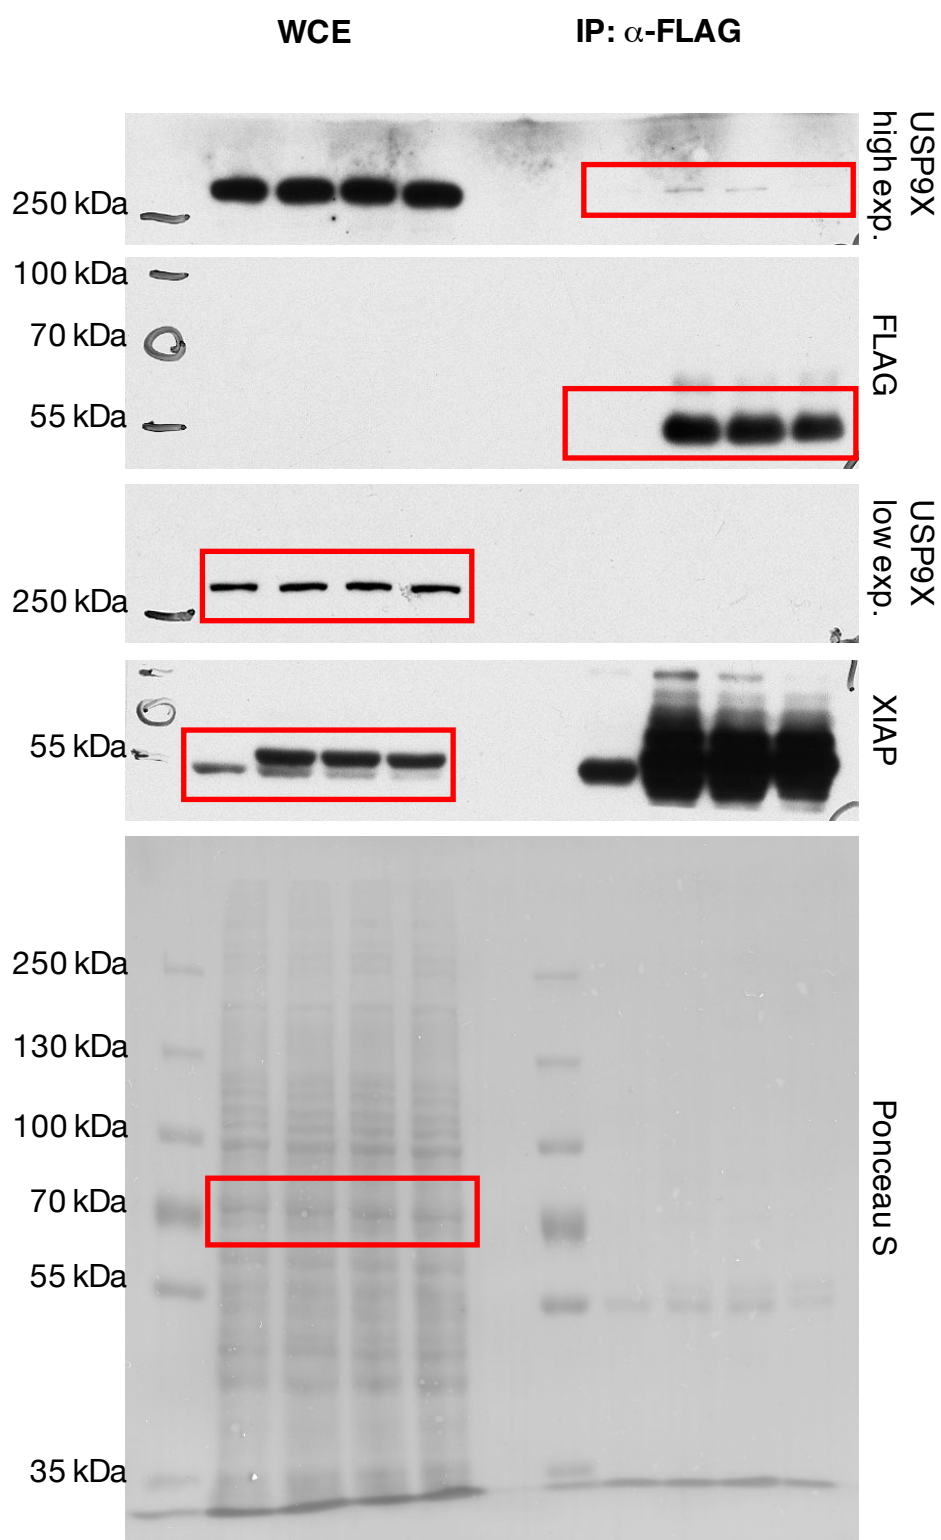 WCE
IP: α-FLAG
USP9X
high exp.
250 kDa
100 kDa
70 kDa
55 kDa
FLAG
USP9X
low exp.
250 kDa
55 kDa
XIAP
250 kDa
130 kDa
100 kDa
70 kDa
55 kDa
35 kDa
Ponceau S